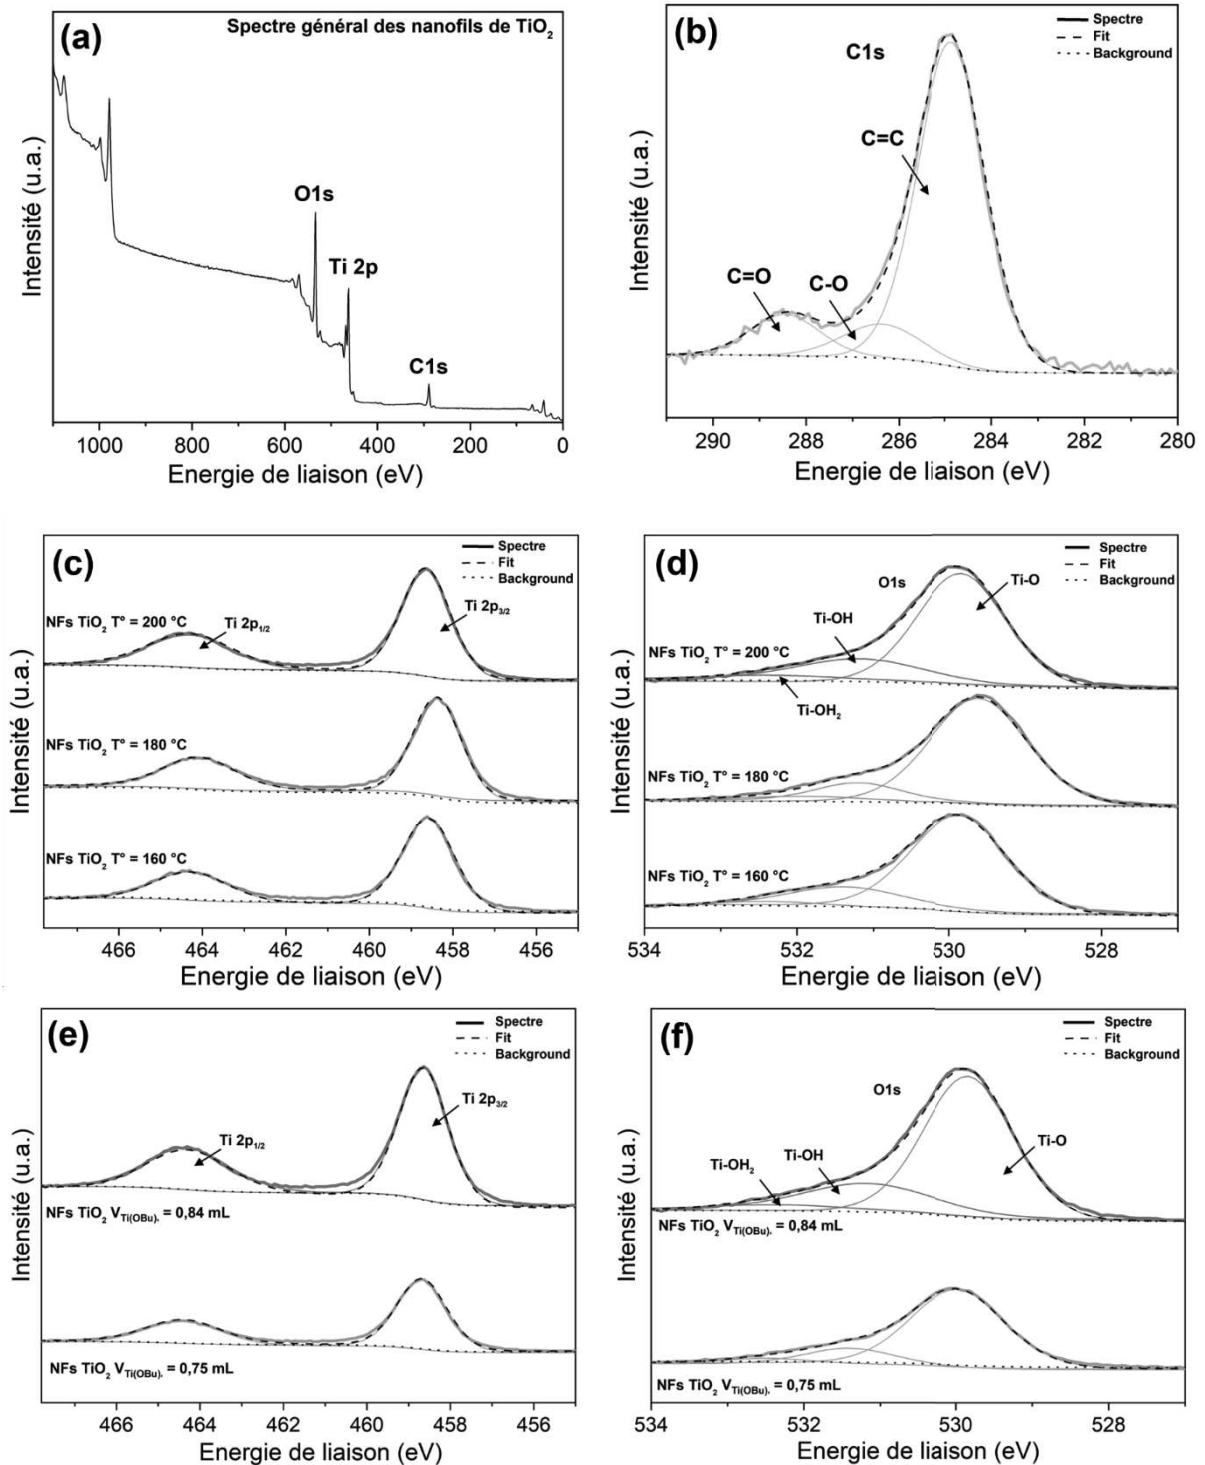 (a)
Spectre général des nanofils de TiO2
O1s
Ti 2p
C1s
Intensité (u.a.)
1000 800 600 400 200 0
Energie de liaison (eV)
(b)
Spectre
Fit
Background
C1s
C=C
C=O
C-O
Intensité (u.a.)
290 288 286 284 282 280
Energie de liaison (eV)
(c)
Spectre
Fit
Background
Ti 2p3/2
Ti 2p1/2
NFs TiO2 T° = 200 °C
NFs TiO2 T° = 180 °C
NFs TiO2 T° = 160 °C
Intensité (u.a.)
466 464 462 460 458 456
Energie de liaison (eV)
(d)
Spectre
Fit
Background
O1s
Ti-O
Ti-OH
NFs TiO2 T° = 200 °C
Ti-OH2
NFs TiO2 T° = 180 °C
NFs TiO2 T° = 160 °C
Intensité (u.a.)
534 532 530 528
Energie de liaison (eV)
(e)
Spectre
Fit
Background
Ti 2p3/2
Ti 2p1/2
NFs TiO2 VTi(OBu). = 0,84 mL
NFs TiO2 VTi(OBu). = 0,75 mL
Intensité (u.a.)
466 464 462 460 458 456
Energie de liaison (eV)
(f)
Spectre
Fit
Background
O1s
Ti-O
Ti-OH
Ti-OH2
NFs TiO2 VTi(OBu). = 0,84 mL
NFs TiO2 VTi(OBu). = 0,75 mL
Intensité (u.a.)
534 532 530 528
Energie de liaison (eV)